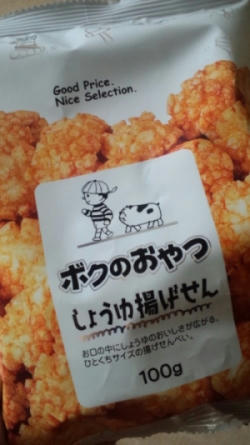 Good Price.
Nice Selection.
ボクのおやつ
しょうゆ揚げせん
お口の中にしょうゆのおいしさが広がる、
ひとくちサイズの揚げせんべい。
100g